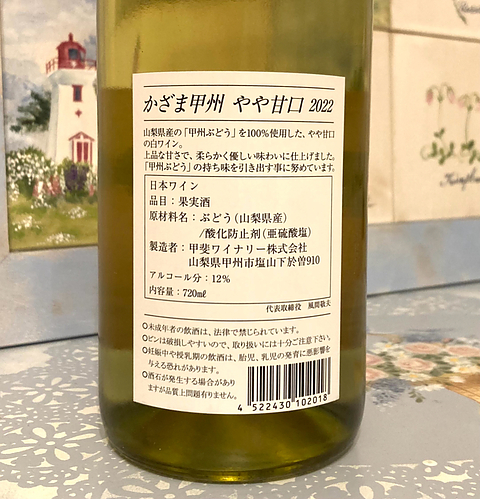 かざま甲州 やや甘口 2022
山梨県産の「甲州ぶどう」を100%使用した、やや甘口
の白ワイン。
上品な甘さで、柔らかく優しい味わいに仕上げました。
「甲州ぶどう」の持ち味を引き出す事に努めています。
日本ワイン
品目：果実酒
原材料名：ぶどう（山梨県産）
/酸化防止剤（亜硫酸塩）
製造者：甲斐ワイナリー株式会社
山梨県甲州市塩山下於曽910
アルコール分：12%
内容量：720mℓ
代表取締役 風間敬夫
○未成年者の飲酒は、法律で禁じられています。
○ビンは破損しやすいので、取り扱いには十分ご注意下さい。
○妊娠中や授乳期の飲酒は、胎児、乳児の発育に悪影響を
与える恐れがあります。
○酒石が発生する場合があり
ますが品質上問題有りません。
4 522430 102018